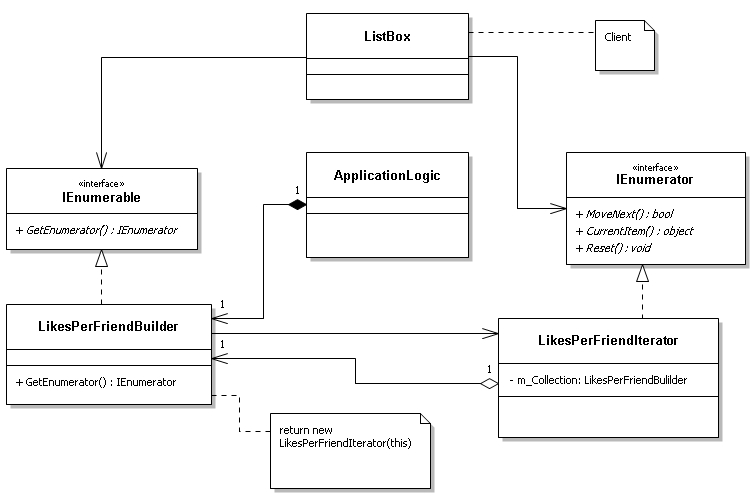 ListBox
Client
«interface»
IEnumerable
+ GetEnumerator() : IEnumerator
ApplicationLogic
1
«interface»
IEnumerator
+ MoveNext() : bool
+ CurrentItem() : object
+ Reset() : void
1
LikesPerFriendBuilder
+ GetEnumerator() : IEnumerator
1
1
LikesPerFriendIterator
- m_Collection: LikesPerFriendBulilder
return new
LikesPerFriendIterator(this)